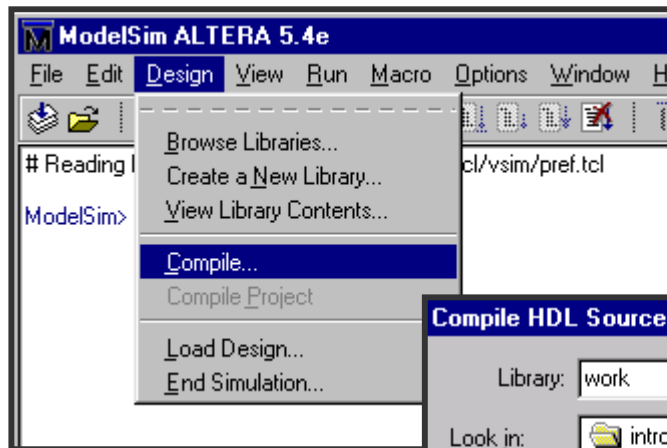 ModelSim ALTERA 5.4e
File Edit Design View Run Macro Options Window H
# Reading cl/vsim/pref.tcl
ModelSim>
Browse Libraries...
Create a New Library...
View Library Contents...
Compile...
Compile Project
Load Design...
End Simulation...
Compile HDL Source
Library: work
Look in: intro